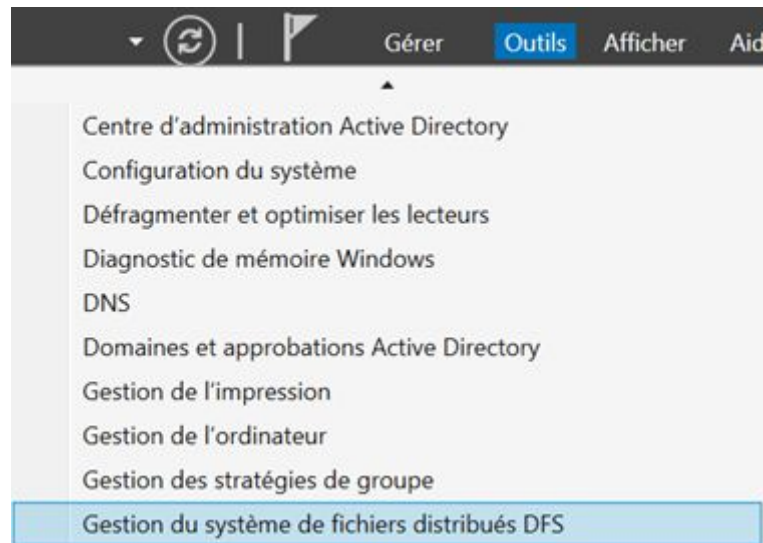 Gérer Outils Afficher Aid
Centre d'administration Active Directory
Configuration du système
Défragmenter et optimiser les lecteurs
Diagnostic de mémoire Windows
DNS
Domaines et approbations Active Directory
Gestion de l'impression
Gestion de l'ordinateur
Gestion des stratégies de groupe
Gestion du système de fichiers distribués DFS